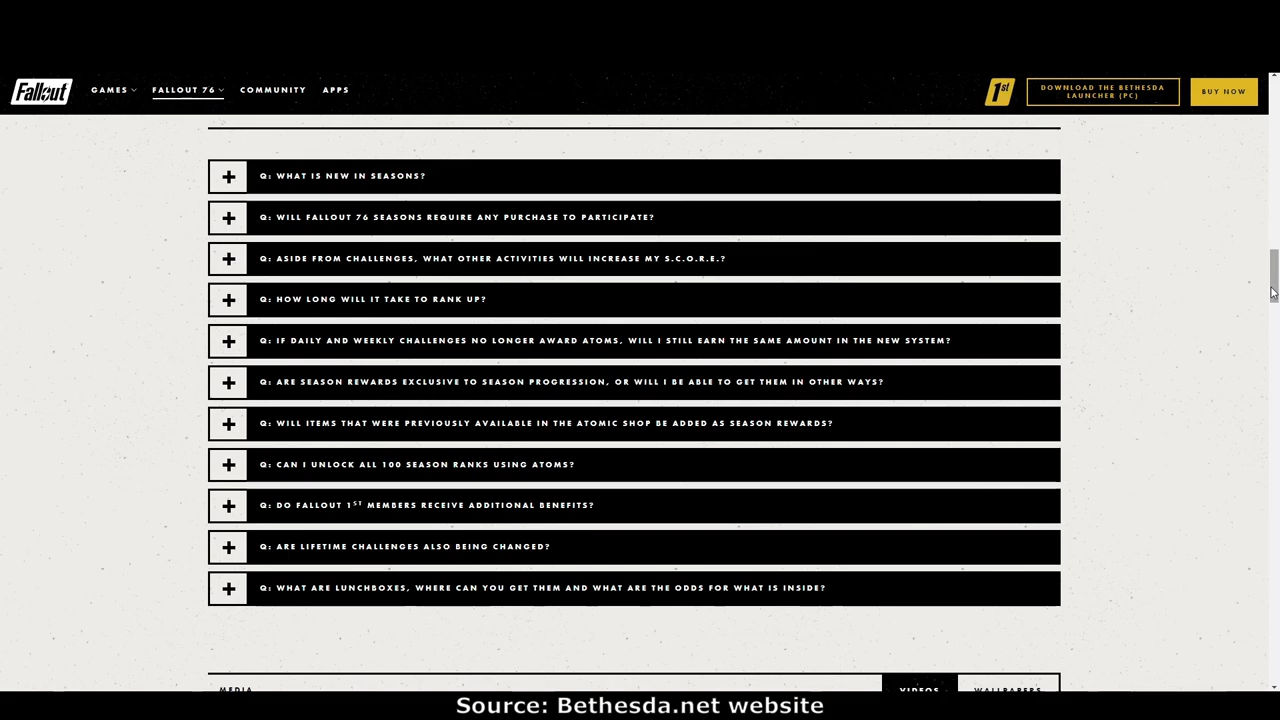 Fallout
GAMES
FALLOUT 76
COMMUNITY
APPS
1st
DOWNLOAD THE BETHESDA
LAUNCHER (PC)
BUY NOW
Q: WHAT IS NEW IN SEASONS?
Q: WILL FALLOUT 76 SEASONS REQUIRE ANY PURCHASE TO PARTICIPATE?
Q: ASIDE FROM CHALLENGES, WHAT OTHER ACTIVITIES WILL INCREASE MY S.C.O.R.E.?
Q: HOW LONG WILL IT TAKE TO RANK UP?
Q: IF DAILY AND WEEKLY CHALLENGES NO LONGER AWARD ATOMS, WILL I STILL EARN THE SAME AMOUNT IN THE NEW SYSTEM?
Q: ARE SEASON REWARDS EXCLUSIVE TO SEASON PROGRESSION, OR WILL I BE ABLE TO GET THEM IN OTHER WAYS?
Q: WILL ITEMS THAT WERE PREVIOUSLY AVAILABLE IN THE ATOMIC SHOP BE ADDED AS SEASON REWARDS?
Q: CAN I UNLOCK ALL 100 SEASON RANKS USING ATOMS?
Q: DO FALLOUT 1ST MEMBERS RECEIVE ADDITIONAL BENEFITS?
Q: ARE LIFETIME CHALLENGES ALSO BEING CHANGED?
Q: WHAT ARE LUNCHBOXES, WHERE CAN YOU GET THEM AND WHAT ARE THE ODDS FOR WHAT IS INSIDE?
MEDIA
VIDEOS
WALLPAPERS
Source: Bethesda.net website